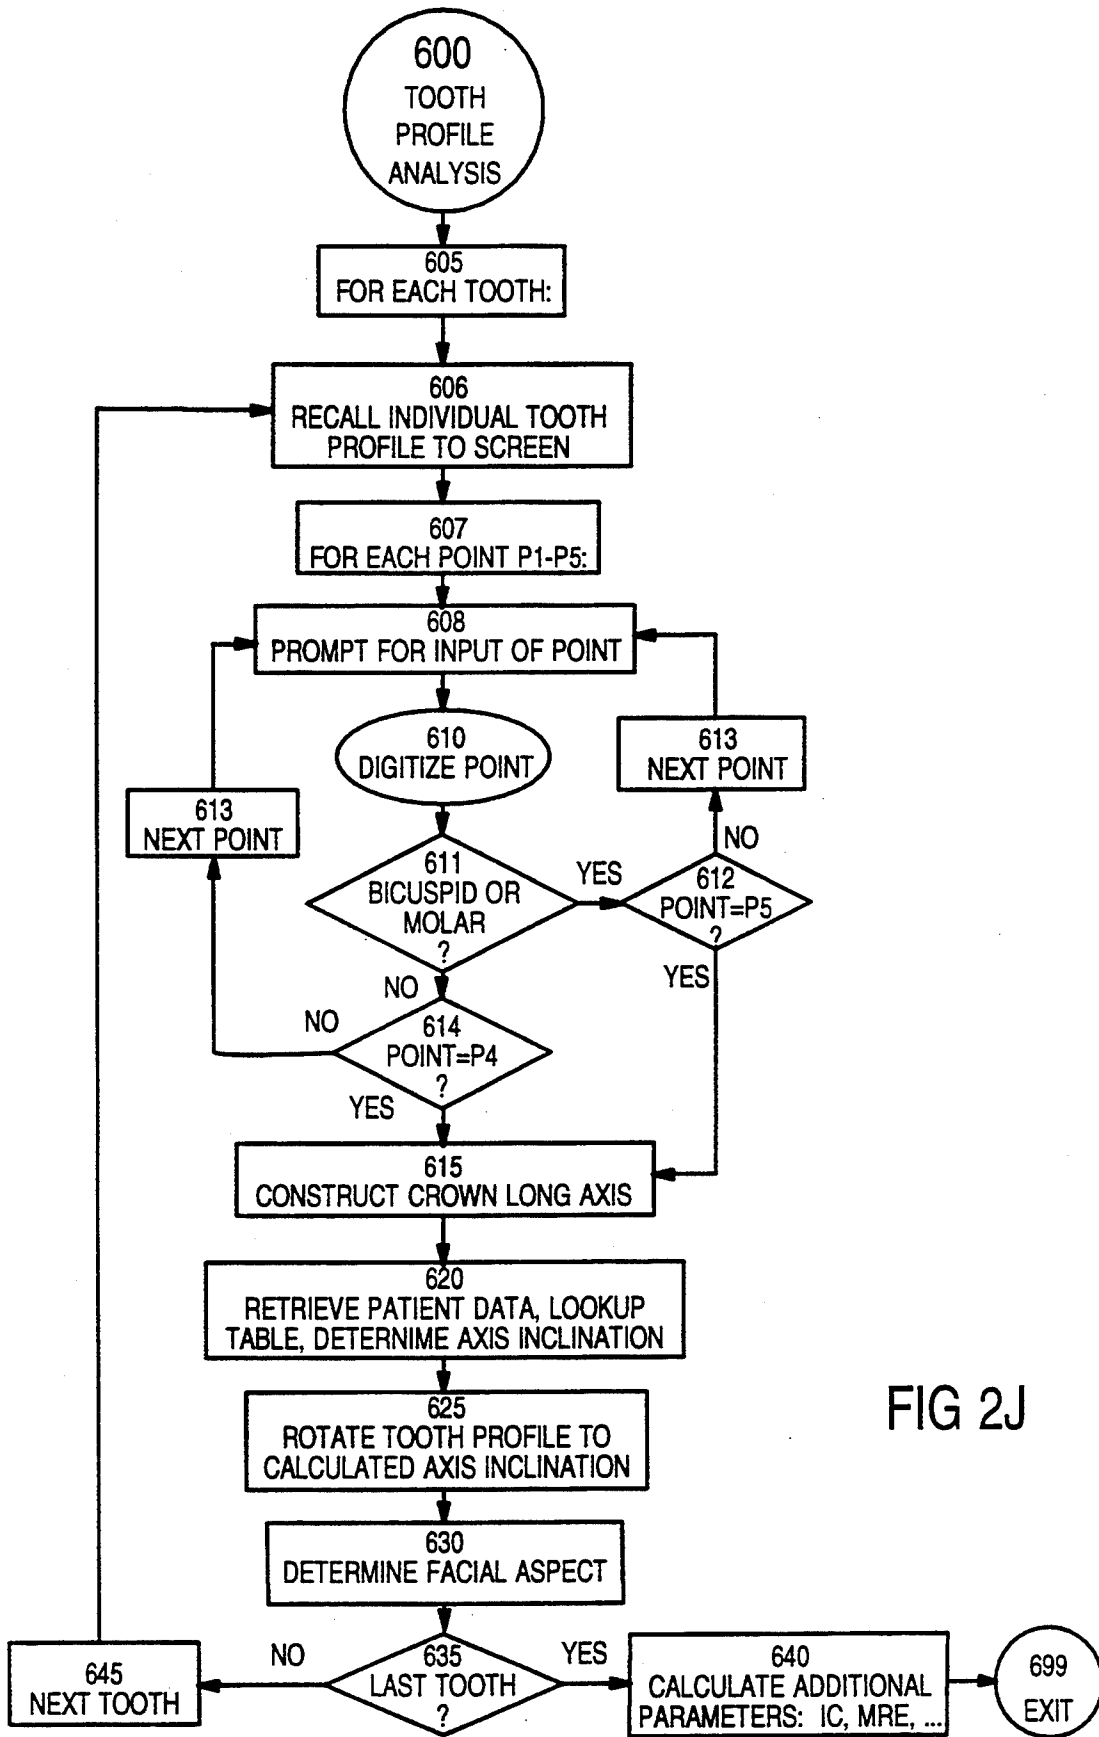 600
TOOTH
PROFILE
ANALYSIS
605
FOR EACH TOOTH:
606
RECALL INDIVIDUAL TOOTH
PROFILE TO SCREEN
607
FOR EACH POINT P1-P5:
608
PROMPT FOR INPUT OF POINT
610
DIGITIZE POINT
613
NEXT POINT
613
NEXT POINT
NO
611
BICUSPID OR
MOLAR
?
YES
612
POINT=P5
?
YES
NO
NO
614
POINT=P4
?
YES
615
CONSTRUCT CROWN LONG AXIS
620
RETRIEVE PATIENT DATA, LOOKUP
TABLE, DETERNIME AXIS INCLINATION
625
ROTATE TOOTH PROFILE TO
CALCULATED AXIS INCLINATION
FIG 2J
630
DETERMINE FACIAL ASPECT
645
NEXT TOOTH
NO
635
LAST TOOTH
?
YES
640
CALCULATE ADDITIONAL
PARAMETERS: IC, MRE, ...
699
EXIT